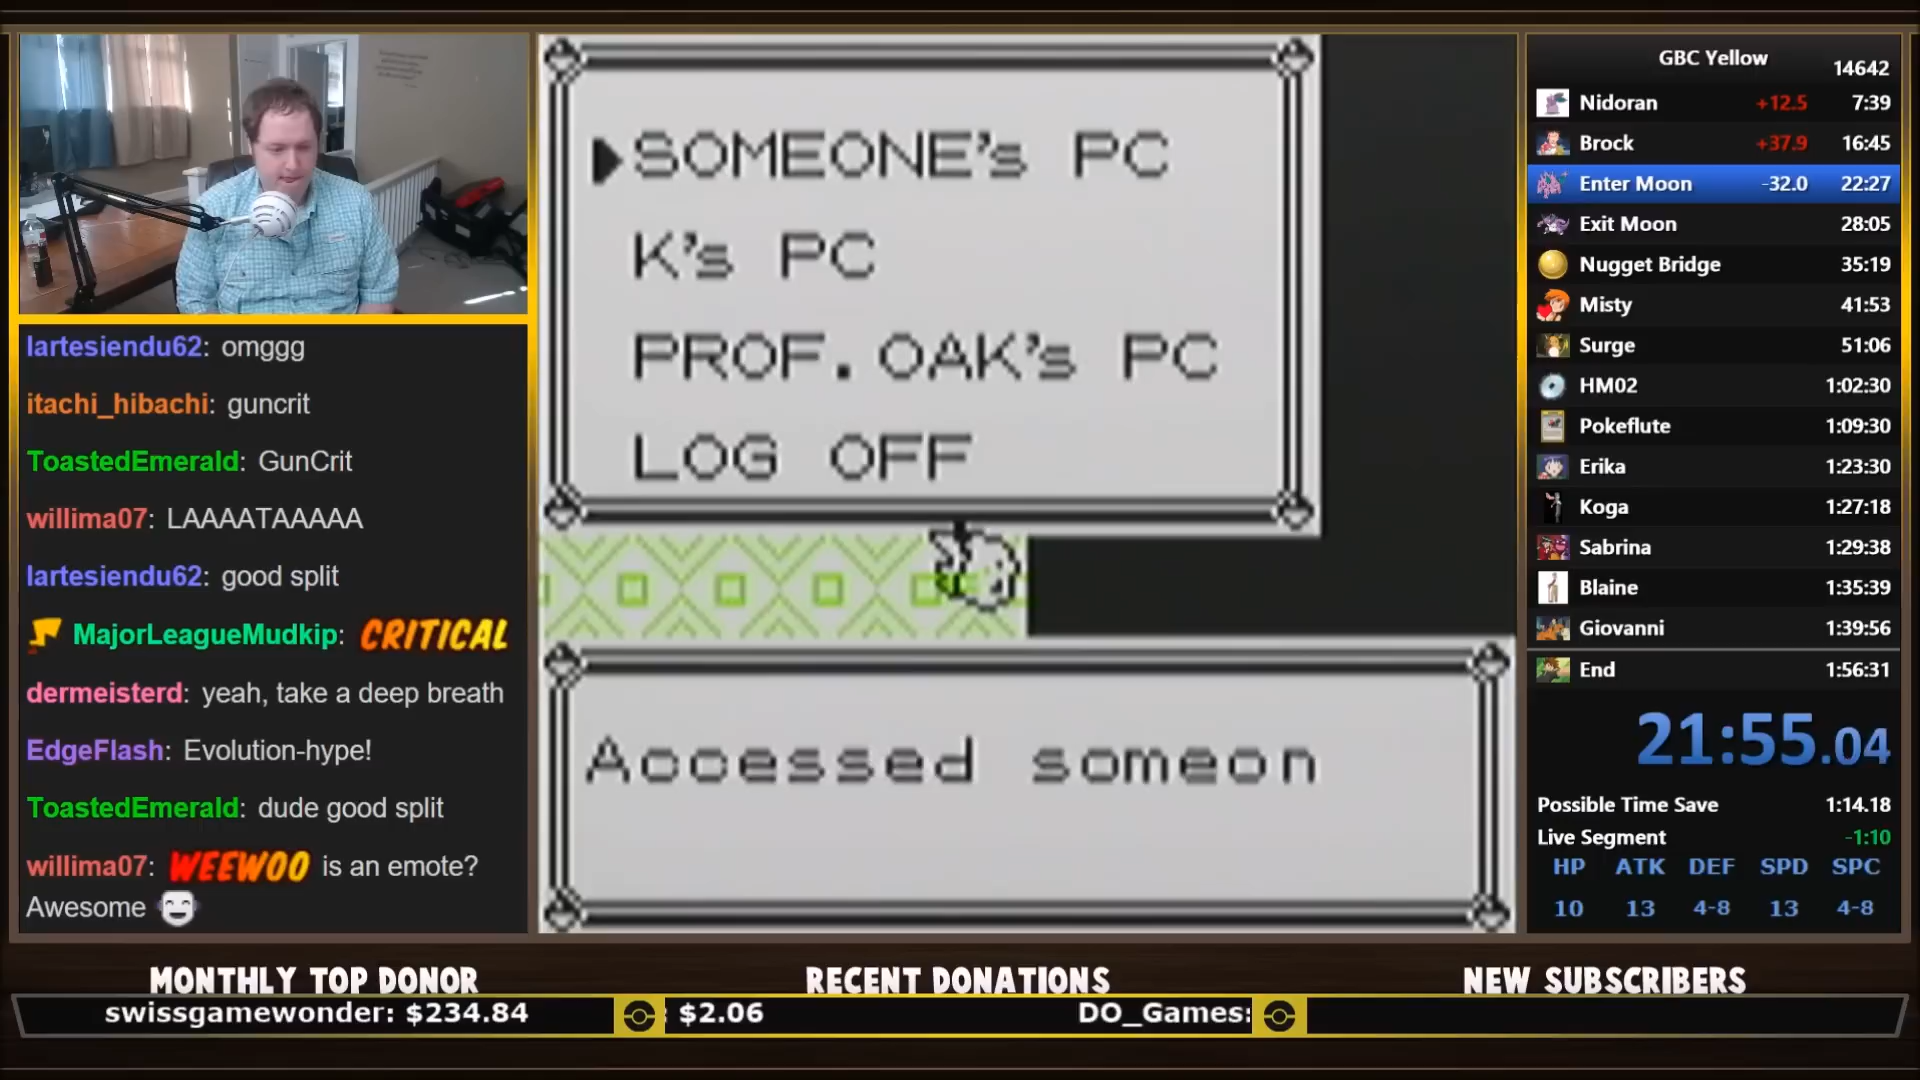 SOMEONE's PC
K's PC
PROF.OAK's PC
LOG OFF
Accessed someon
lartesiendu62: omggg
itachi_hibachi: guncrit
ToastedEmerald: GunCrit
willima07: LAAAATAAAAA
lartesiendu62: good split
MajorLeagueMudkip: CRITICAL
dermeisterd: yeah, take a deep breath
EdgeFlash: Evolution-hype!
ToastedEmerald: dude good split
willima07: WEEWOO is an emote?
Awesome
GBC Yellow
14642
Nidoran +12.5 7:39
Brock +37.9 16:45
Enter Moon -32.0 22:27
Exit Moon 28:05
Nugget Bridge 35:19
Misty 41:53
Surge 51:06
HM02 1:02:30
Pokeflute 1:09:30
Erika 1:23:30
Koga 1:27:18
Sabrina 1:29:38
Blaine 1:35:39
Giovanni 1:39:56
End 1:56:31
21:55.04
Possible Time Save 1:14.18
Live Segment -1:10
HP ATK DEF SPD SPC
10 13 4-8 13 4-8
MONTHLY TOP DONOR
swissgamewonder: $234.84
RECENT DONATIONS
: $2.06 DO_Games:
NEW SUBSCRIBERS